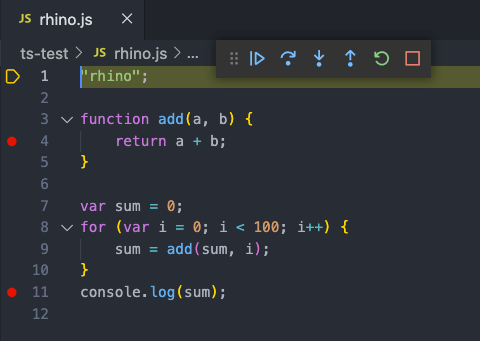 JS rhino.js ×
ts-test > JS rhino.js > ...
1 "rhino";
2
3 function add(a, b) {
4 return a + b;
5 }
6
7 var sum = 0;
8 for (var i = 0; i < 100; i++) {
9 sum = add(sum, i);
10 }
11 console.log(sum);
12